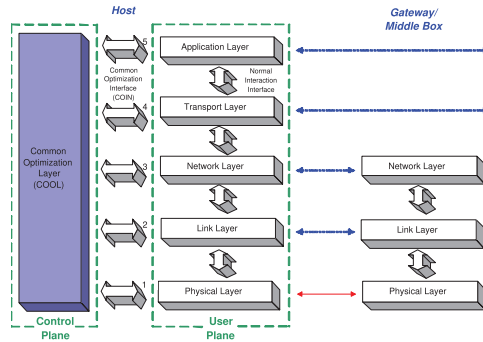 Host
Gateway/
Middle Box
5
Application Layer
Common
Optimization
Interface
(COIN)
Normal
Interaction
Interface
4
Transport Layer
Common
Optimization
Layer
(COOL)
3
Network Layer
Network Layer
2
Link Layer
Link Layer
1
Physical Layer
Physical Layer
Control
Plane
User
Plane